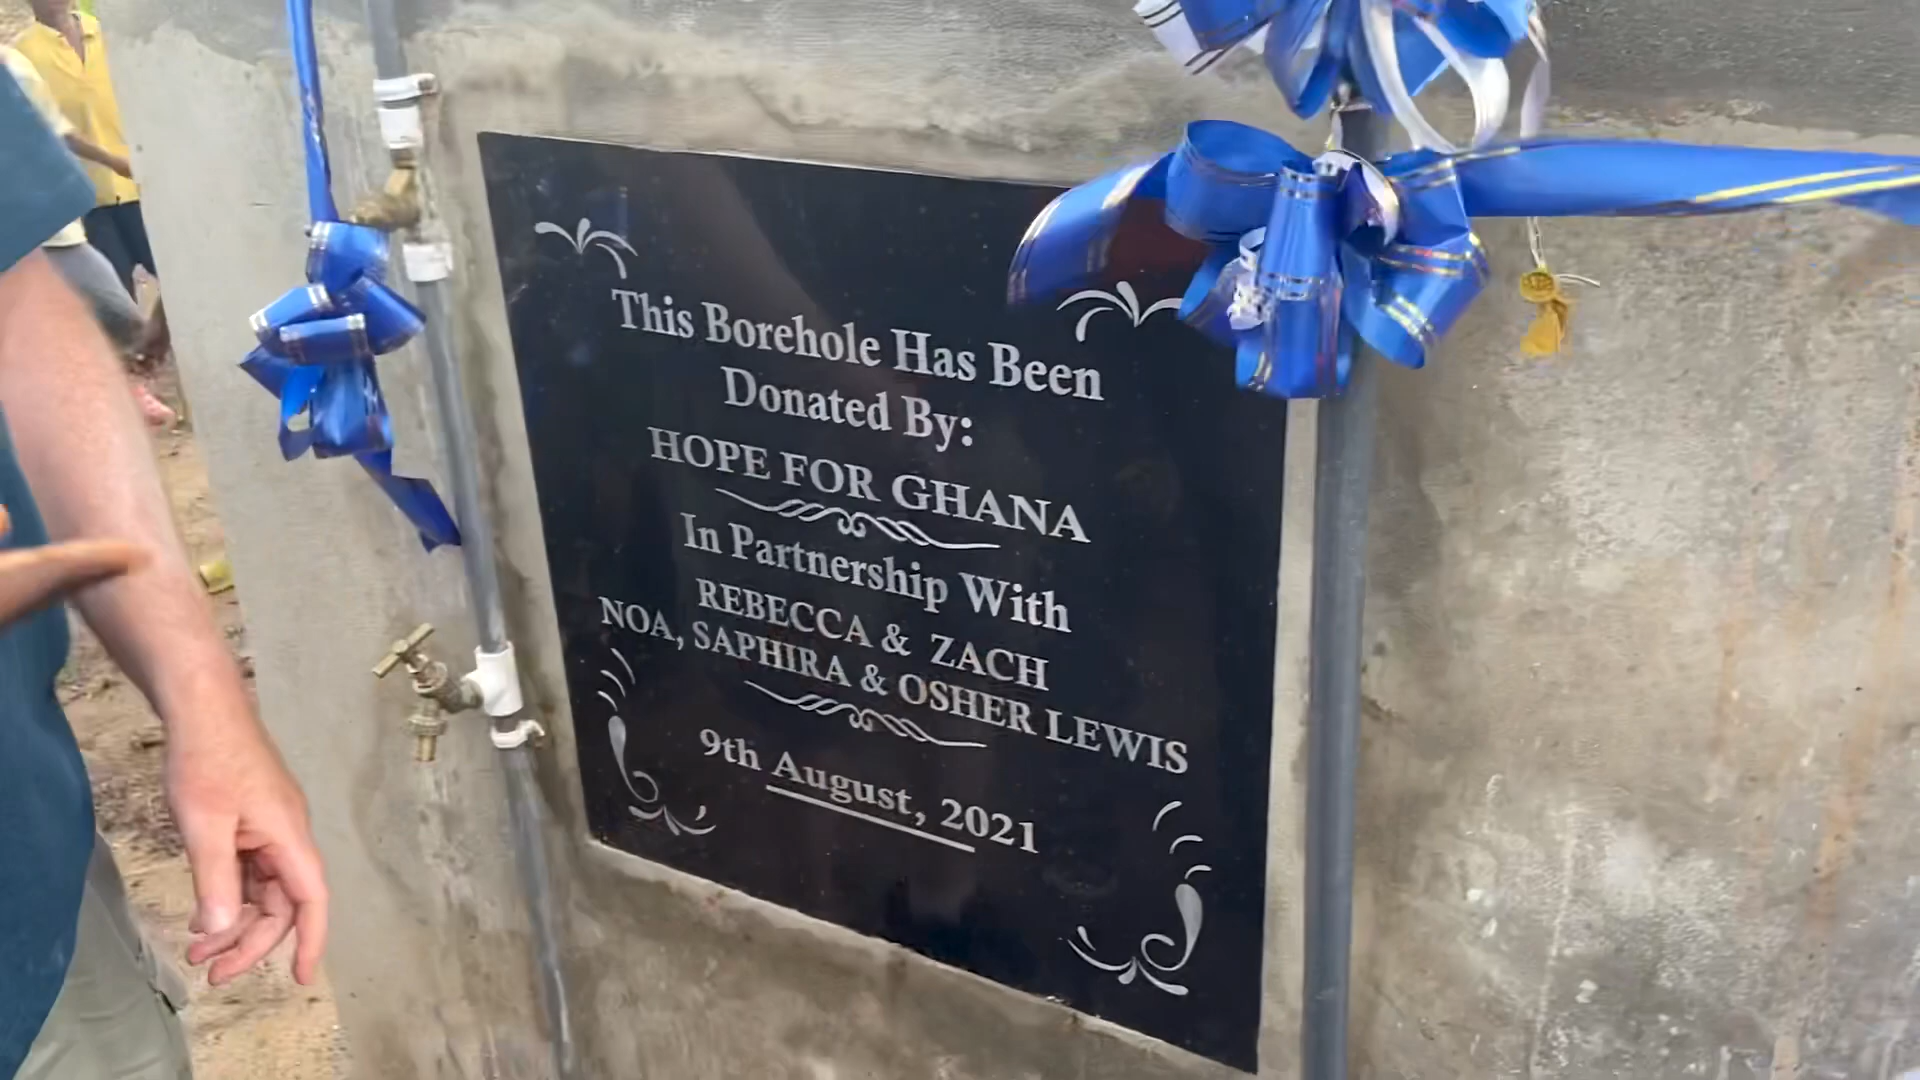 This Borehole Has Been
Donated By:
HOPE FOR GHANA
In Partnership With
REBECCA & ZACH
NOA, SAPHIRA & OSHER LEWIS
9th August, 2021